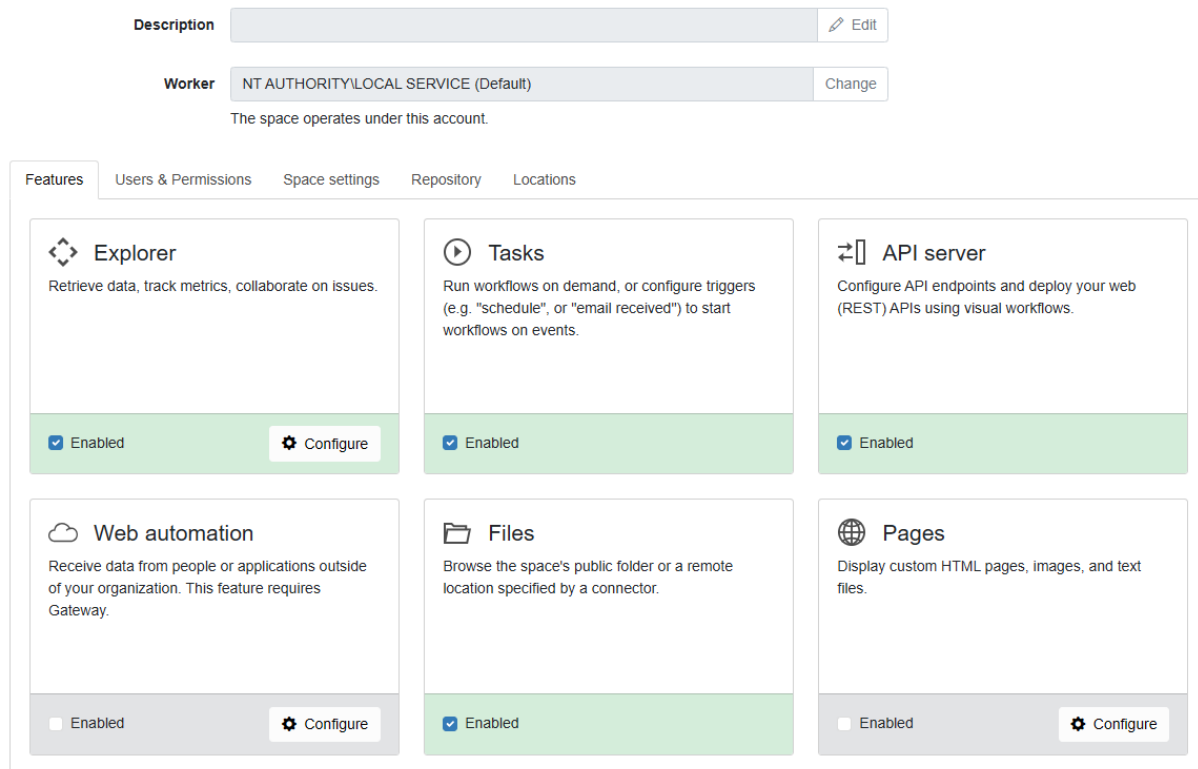 Description
Edit
Worker
NT AUTHORITY\LOCAL SERVICE (Default)
Change
The space operates under this account.
Features
Users & Permissions
Space settings
Repository
Locations
Explorer
Retrieve data, track metrics, collaborate on issues.
Enabled
Configure
Tasks
Run workflows on demand, or configure triggers
(e.g. "schedule", or "email received") to start
workflows on events.
Enabled
API server
Configure API endpoints and deploy your web
(REST) APIs using visual workflows.
Enabled
Web automation
Receive data from people or applications outside
of your organization. This feature requires
Gateway.
Enabled
Configure
Files
Browse the space's public folder or a remote
location specified by a connector.
Enabled
Pages
Display custom HTML pages, images, and text
files.
Enabled
Configure